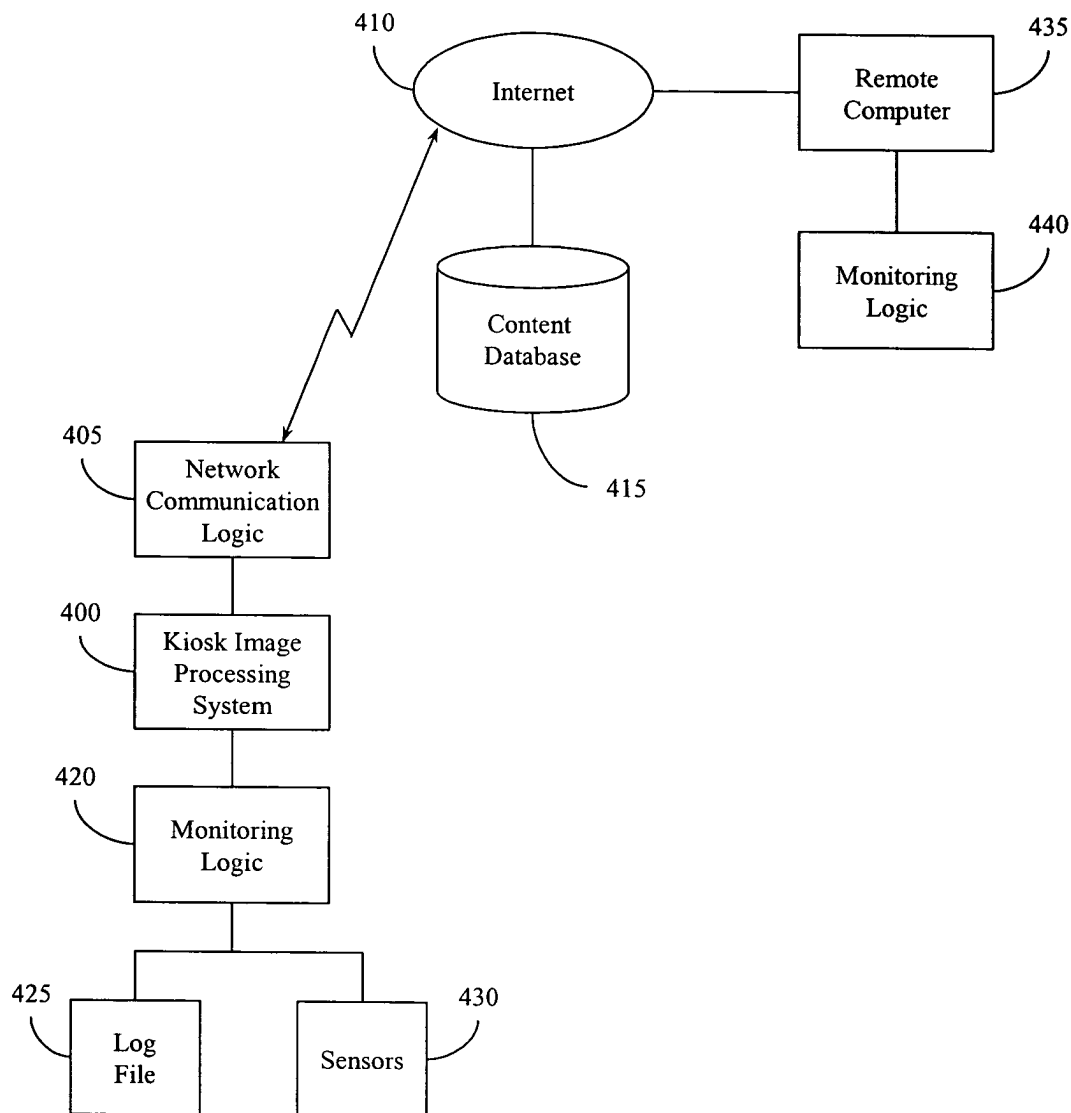 410
Internet
Remote
Computer
435
Content
Database
415
Monitoring
Logic
440
405
Network
Communication
Logic
400
Kiosk Image
Processing
System
420
Monitoring
Logic
425
Log
File
Sensors
430